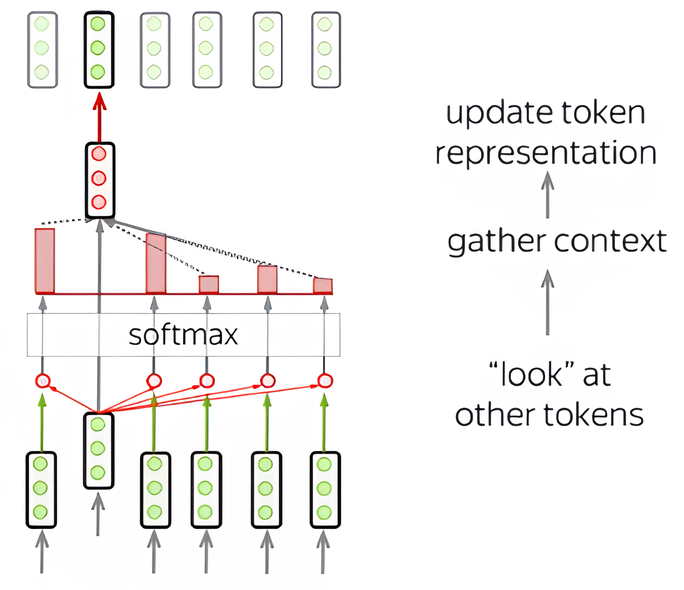 update token
representation
gather context
softmax
“look” at
other tokens